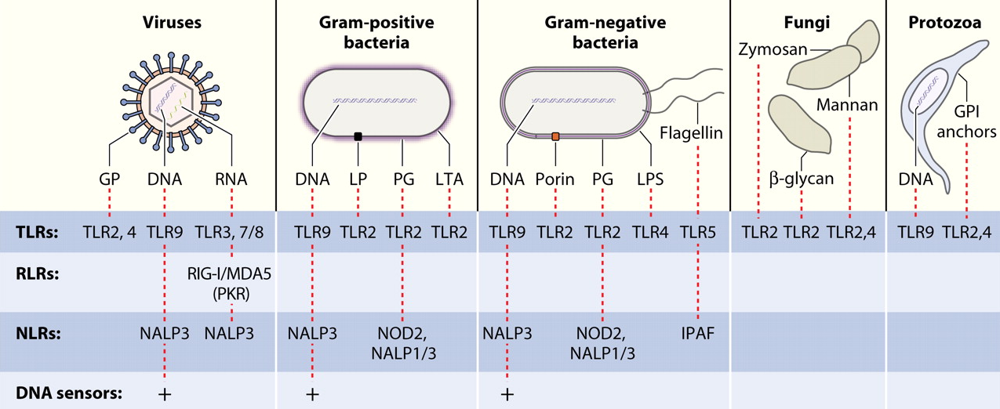 Viruses
Gram-positive
bacteria
Gram-negative
bacteria
Fungi
Protozoa
Zymosan
Mannan
Flagellin
GPI
anchors
β-glycan
GP DNA RNA
DNA LP PG LTA
DNA Porin PG LPS
DNA
TLRs: TLR2, 4 TLR9 TLR3, 7/8 TLR9 TLR2 TLR2 TLR2 TLR9 TLR2 TLR2 TLR4 TLR5 TLR2 TLR2 TLR2,4 TLR9 TLR2,4
RLRs: RIG-I/MDA5
(PKR)
NLRs: NALP3 NALP3 NALP3 NOD2, NALP3 NOD2, IPAF
NALP1/3 NALP1/3
DNA sensors: + + +